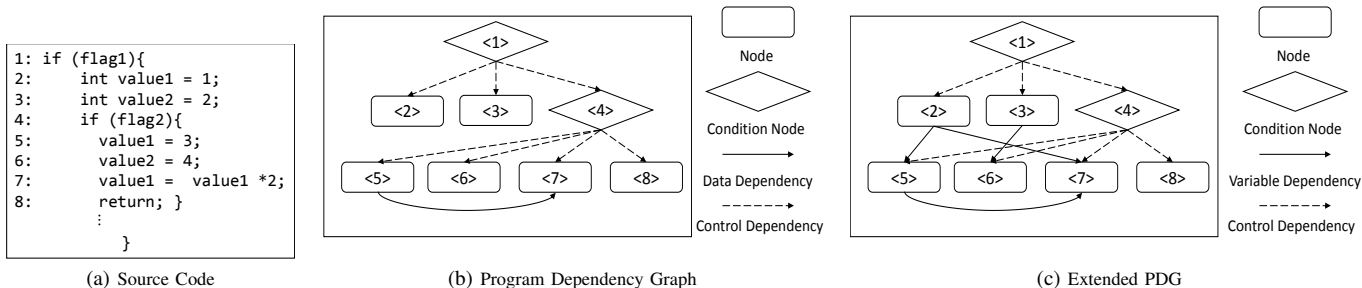 1: if (flag1){
2: int value1 = 1;
3: int value2 = 2;
4: if (flag2){
5: value1 = 3;
6: value2 = 4;
7: value1 = value1 *2;
8: return; }
⋮
}
(a) Source Code
<1>
<2>
<3>
<4>
<5>
<6>
<7>
<8>
Node
Condition Node
Data Dependency
Control Dependency
(b) Program Dependency Graph
<1>
<2>
<3>
<4>
<5>
<6>
<7>
<8>
Node
Condition Node
Variable Dependency
Control Dependency
(c) Extended PDG